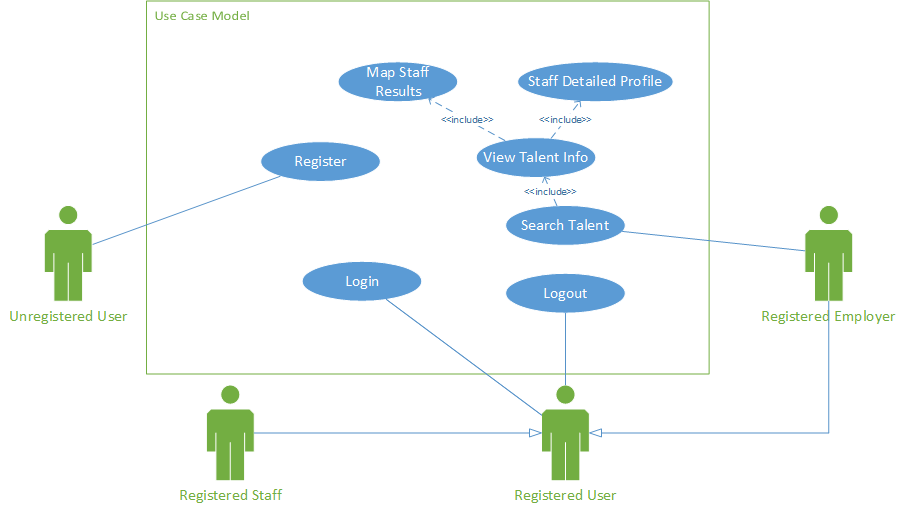 Use Case Model
Map Staff
Results
Staff Detailed Profile
<<include>>
<<include>>
Register
View Talent Info
<<include>>
Search Talent
Login
Logout
Unregistered User
Registered Employer
Registered Staff
Registered User